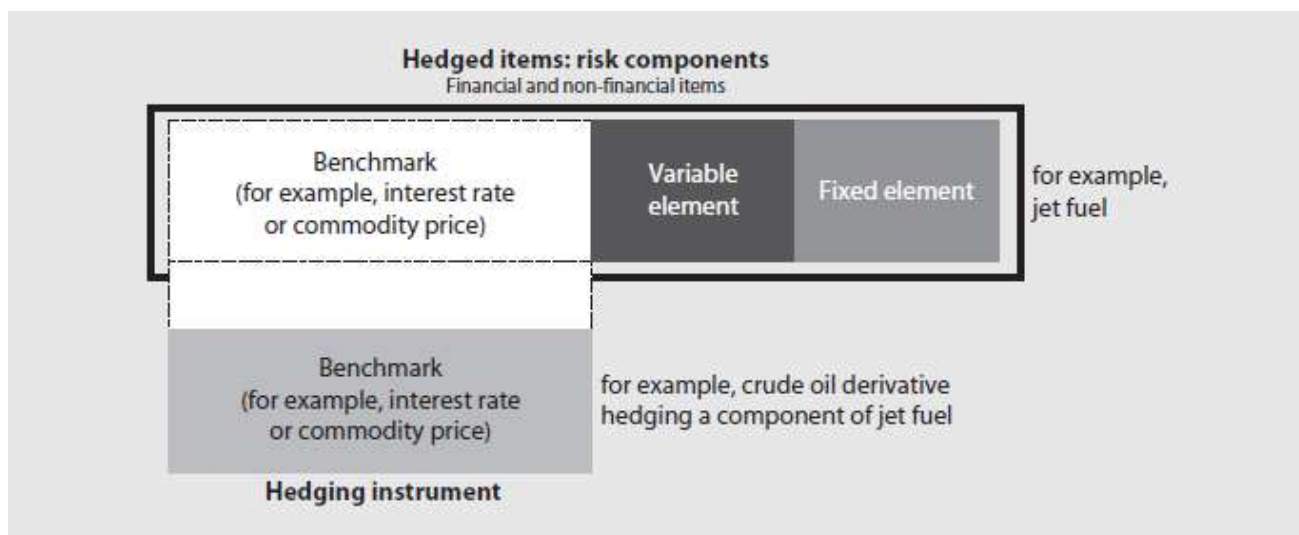 Hedged items: risk components
Financial and non-financial items
Benchmark
(for example, interest rate
or commodity price)
Variable
element
Fixed element
for example,
jet fuel
Benchmark
(for example, interest rate
or commodity price)
for example, crude oil derivative
hedging a component of jet fuel
Hedging instrument